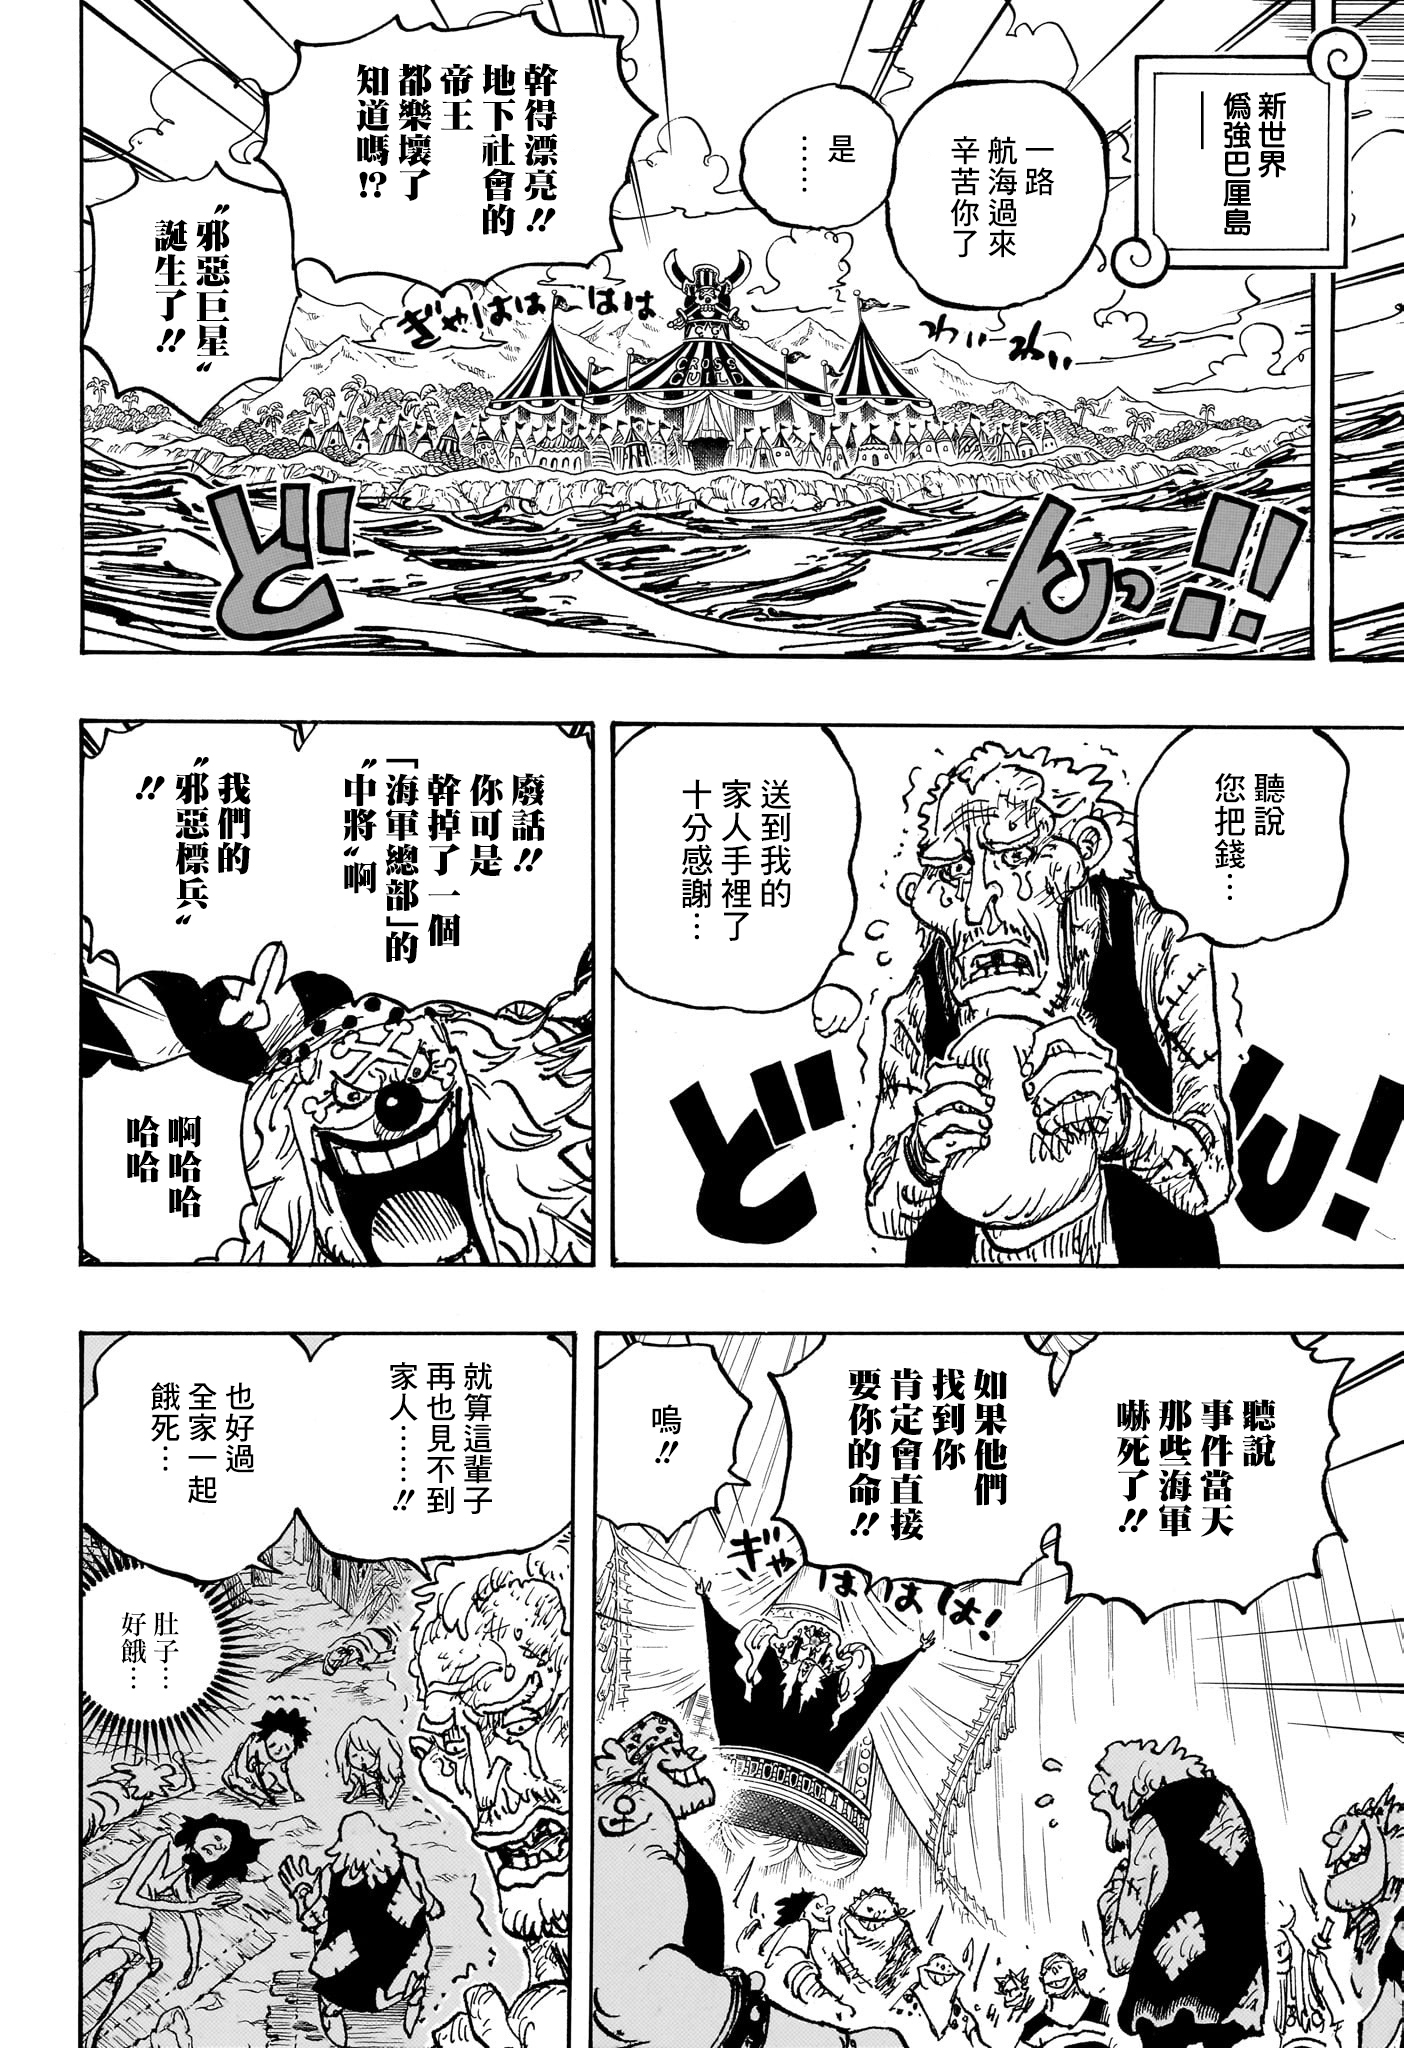 新世界
偽強巴厘島
——
一路
航海過來
辛苦你了
是
……
幹得漂亮!!
地下社會的
帝王
都樂壞了
知道嗎!?
"邪惡巨星"
誕生了!!
わいわい
ぎゃはははは
CROSS
GUILD
どんっ!!
聽說
您把錢…
送到我的
家人手裡了
十分感謝…
どん!
廢話!!
你可是
幹掉了一個
「海軍總部」的
"中將"啊
我們的
"邪惡標兵"
!!
啊哈哈
哈哈
聽說
事件當天
那些海軍
嚇死了!!
如果他們
找到你
肯定會直接
要你的命!!
嗚!!
ぎゃはははは!
就算這輩子
再也見不到
家人……!!
也好過
全家一起
餓死…
肚子…
好餓…